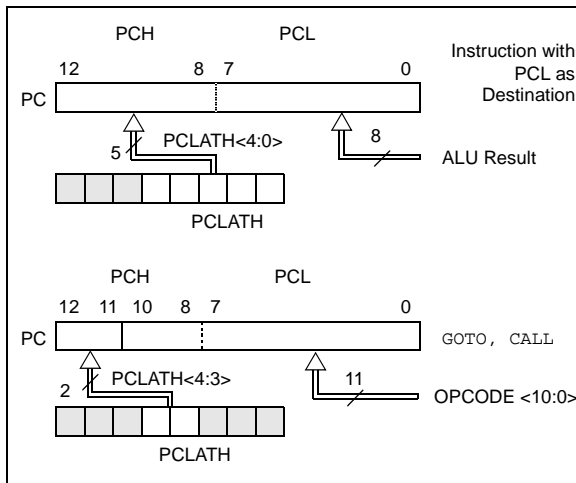 PCH PCL
12 8 7 0
Instruction with
PCL as
Destination
PC
5 PCLATH<4:0>
8
ALU Result
PCLATH
PCH PCL
12 11 10 8 7 0
PC
GOTO, CALL
2 PCLATH<4:3>
11
OPCODE <10:0>
PCLATH